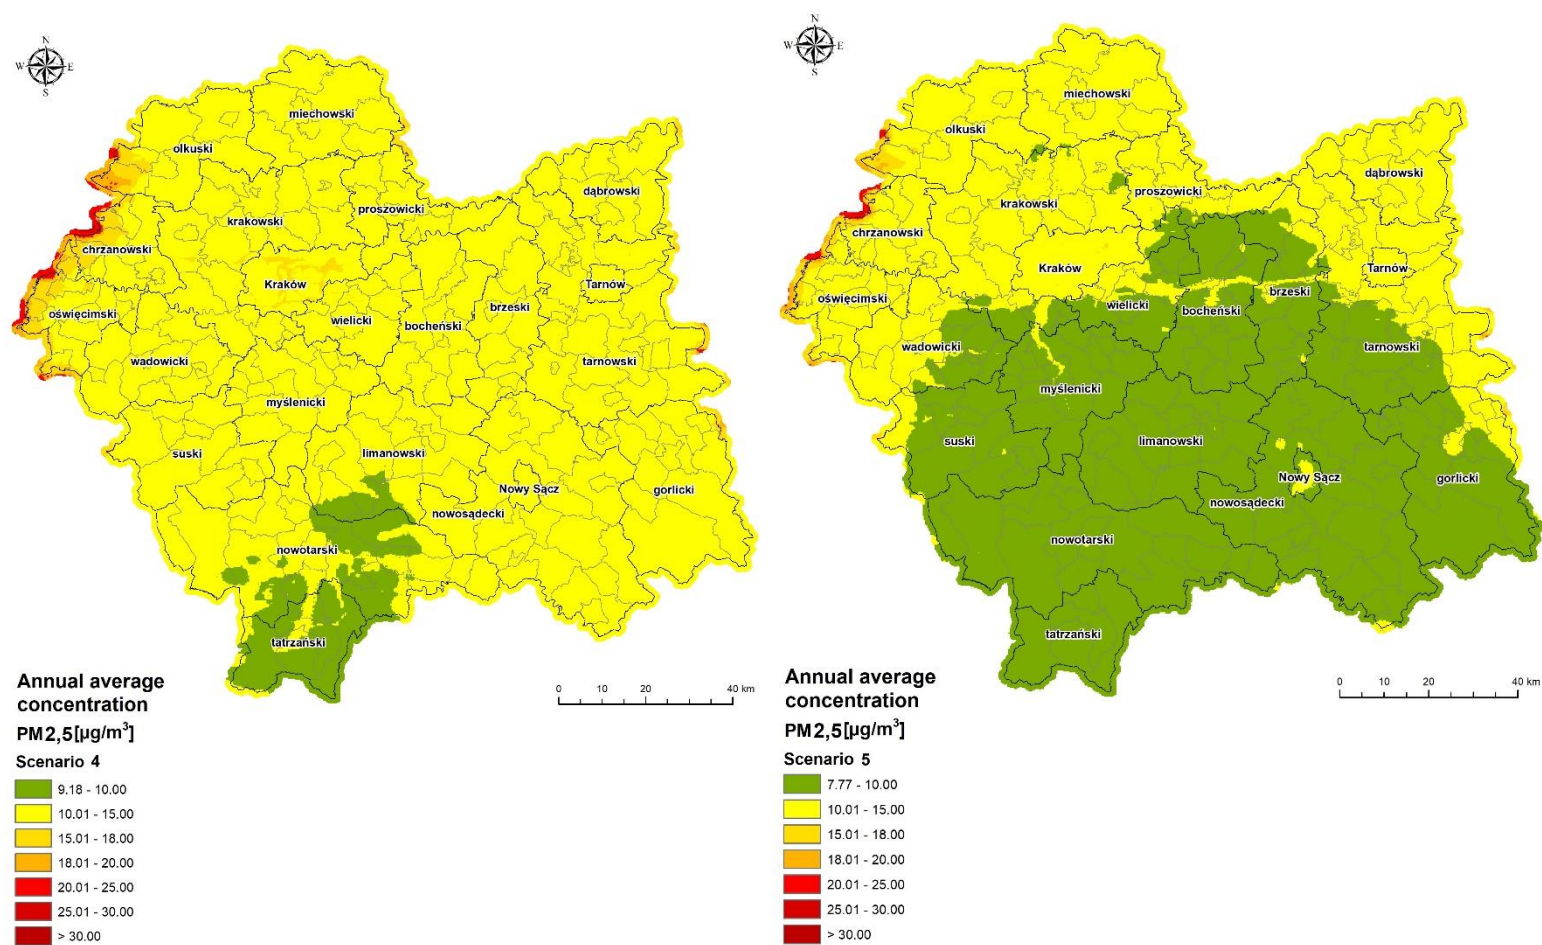 N
W E
S
miechowski
olkuski
dąbrowski
proszowicki
krakowski
chrzanowski
Kraków
Tarnów
oświęcimski
brzeski
wielicki
bocheński
wadowicki
tarnowski
myślenicki
suski
limanowski
Nowy Sącz
gorlicki
nowosądecki
nowotarski
tatrzański
Annual average
concentration
PM2,5[µg/m³]
Scenario 4
9.18 - 10.00
10.01 - 15.00
15.01 - 18.00
18.01 - 20.00
20.01 - 25.00
25.01 - 30.00
> 30.00
0 10 20 40 km
N
W E
S
miechowski
olkuski
dąbrowski
proszowicki
krakowski
chrzanowski
Kraków
Tarnów
oświęcimski
brzeski
wielicki
bocheński
wadowicki
tarnowski
myślenicki
suski
limanowski
Nowy Sącz
gorlicki
nowosądecki
nowotarski
tatrzański
Annual average
concentration
PM2,5[µg/m³]
Scenario 5
7.77 - 10.00
10.01 - 15.00
15.01 - 18.00
18.01 - 20.00
20.01 - 25.00
25.01 - 30.00
> 30.00
0 10 20 40 km